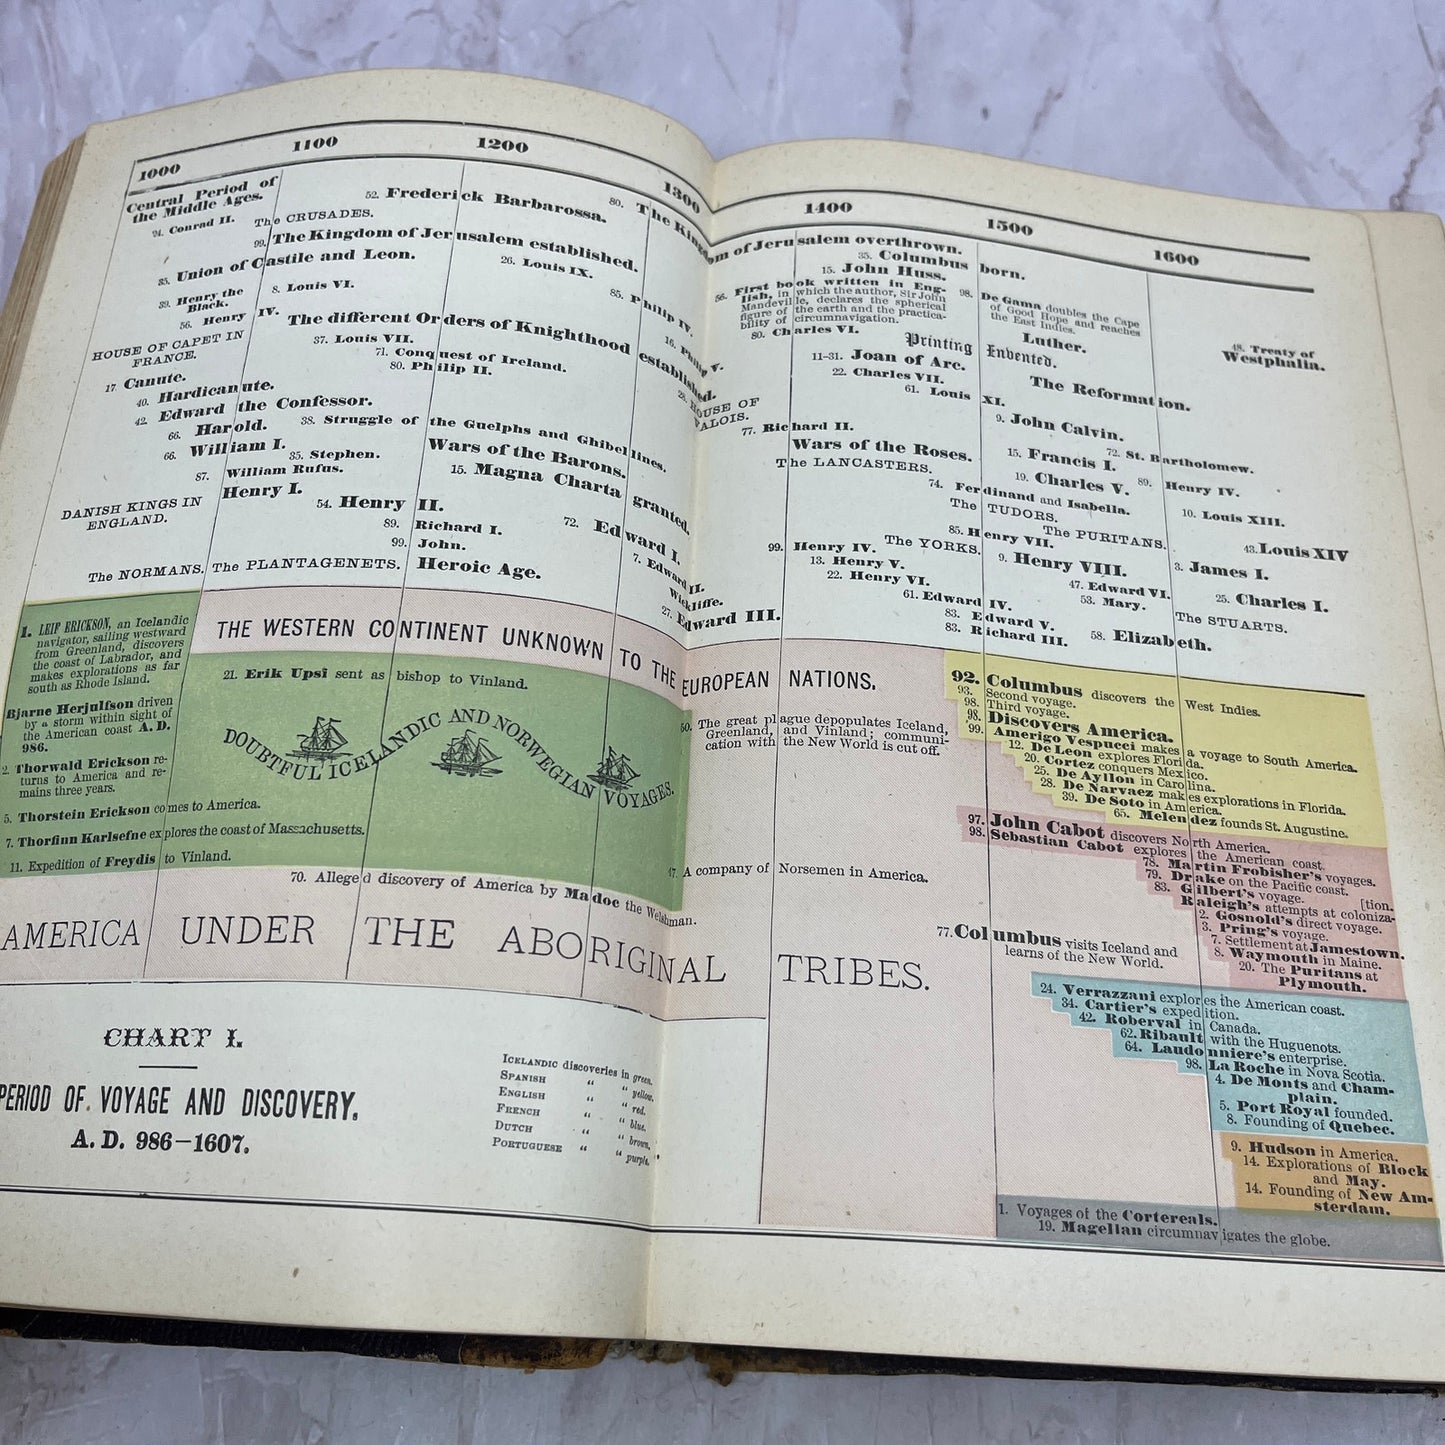 1000 1100 1200 1300 1400 1500 1600
Central Period of
the Middle Ages.
24. Conrad II.
The CRUSADES.
52. Frederick Barbarossa.
80. The Kingdom of Jerusalem overthrown.
99. The Kingdom of Jerusalem established.
35. Union of Castile and Leon.
26. Louis IX.
39. Henry the
Black.
8. Louis VI.
85. Philip IV.
56. Henry IV.
The different Orders of Knighthood established.
16. Philip V.
HOUSE OF CAPET IN
FRANCE.
37. Louis VII.
71. Conquest of Ireland.
80. Philip II.
28. HOUSE OF
VALOIS.
17. Canute.
40. Hardicanute.
42. Edward the Confessor.
66. Harold.
38. Struggle of the Guelphs and Ghibellines.
66. William I.
35. Stephen.
Wars of the Barons.
87. William Rufus.
15. Magna Charta granted.
Henry I.
DANISH KINGS IN
ENGLAND.
54. Henry II.
89. Richard I.
72. Edward I.
99. John.
7. Edward II.
The NORMANS.
The PLANTAGENETS.
Heroic Age.
Wickliffe.
27. Edward III.
35. Columbus born.
15. John Huss.
56. First book written in Eng-
lish, in which the author, Sir John
Mandeville, declares the spherical
figure of the earth and the practica-
bility of circumnavigation.
98. De Gama doubles the Cape
of Good Hope and reaches
the East Indies.
80. Charles VI.
Luther.
Printing Invented.
48. Treaty of
Westphalia.
11-31. Joan of Arc.
22. Charles VII.
The Reformation.
61. Louis XI.
77. Richard II.
9. John Calvin.
Wars of the Roses.
72. St. Bartholomew.
The LANCASTERS.
15. Francis I.
19. Charles V.
89. Henry IV.
74. Ferdinand and Isabella.
The TUDORS.
10. Louis XIII.
85. Henry VII.
The PURITANS.
99. Henry IV.
The YORKS.
43. Louis XIV
13. Henry V.
9. Henry VIII.
3. James I.
22. Henry VI.
47. Edward VI.
61. Edward IV.
53. Mary.
25. Charles I.
83. Edward V.
The STUARTS.
83. Richard III.
58. Elizabeth.
1. LEIF ERICKSON, an Icelandic
navigator, sailing westward
from Greenland, discovers
the coast of Labrador, and
makes explorations as far
south as Rhode Island.
Bjarne Herjulfson driven
by a storm within sight of
the American coast A. D.
986.
2. Thorwald Erickson re-
turns to America and re-
mains three years.
5. Thorstein Erickson comes to America.
7. Thorfinn Karlsefne explores the coast of Massachusetts.
11. Expedition of Freydis to Vinland.
THE WESTERN CONTINENT UNKNOWN TO THE EUROPEAN NATIONS.
21. Erik Upsi sent as bishop to Vinland.
DOUBTFUL ICELANDIC AND NORWEGIAN VOYAGES.
70. Alleged discovery of America by Madoc the Welshman.
50. The great plague depopulates Iceland,
Greenland, and Vinland; communi-
cation with the New World is cut off.
47. A company of Norsemen in America.
AMERICA UNDER THE ABORIGINAL TRIBES.
77. Columbus visits Iceland and
learns of the New World.
92. Columbus discovers the West Indies.
93. Second voyage.
98. Third voyage.
98. Discovers America.
99. Amerigo Vespucci makes a voyage to South America.
12. De Leon explores Florida.
20. Cortez conquers Mexico.
25. De Ayllon in Carolina.
28. De Narvaez makes explorations in Florida.
39. De Soto in America.
65. Melendez founds St. Augustine.
97. John Cabot discovers North America.
98. Sebastian Cabot explores the American coast.
78. Martin Frobisher's voyages.
79. Drake on the Pacific coast.
83. Gilbert's voyage. [tion.
Raleigh's attempts at coloniza-
2. Gosnold's direct voyage.
3. Pring's voyage.
7. Settlement at Jamestown.
8. Waymouth in Maine.
20. The Puritans at
Plymouth.
24. Verrazzani explores the American coast.
34. Cartier's expedition.
42. Roberval in Canada.
62. Ribault with the Huguenots.
64. Laudonniere's enterprise.
98. La Roche in Nova Scotia.
4. De Monts and Cham-
plain.
5. Port Royal founded.
8. Founding of Quebec.
9. Hudson in America.
14. Explorations of Block
and May.
14. Founding of New Am-
sterdam.
1. Voyages of the Cortereals.
19. Magellan circumnavigates the globe.
CHART I.
PERIOD OF VOYAGE AND DISCOVERY.
A. D. 986–1607.
ICELANDIC discoveries in green.
SPANISH " " yellow.
ENGLISH " " red.
FRENCH " " blue.
DUTCH " " brown.
PORTUGUESE " " purple.